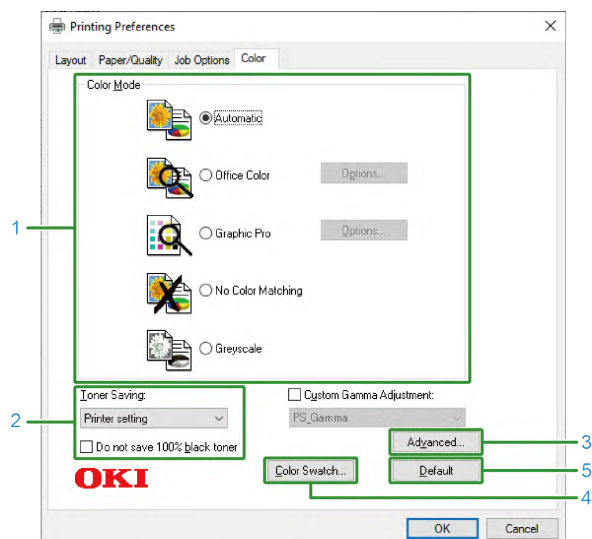 Printing Preferences
Layout Paper/Quality Job Options Color
Color Mode
Automatic
Office Color Options...
1 Graphic Pro Options...
No Color Matching
Greyscale
Toner Saving: Custom Gamma Adjustment:
2 Printer setting PS_Gamma
Do not save 100% black toner Advanced... 3
OKI Color Swatch... Default 5
4
OK Cancel